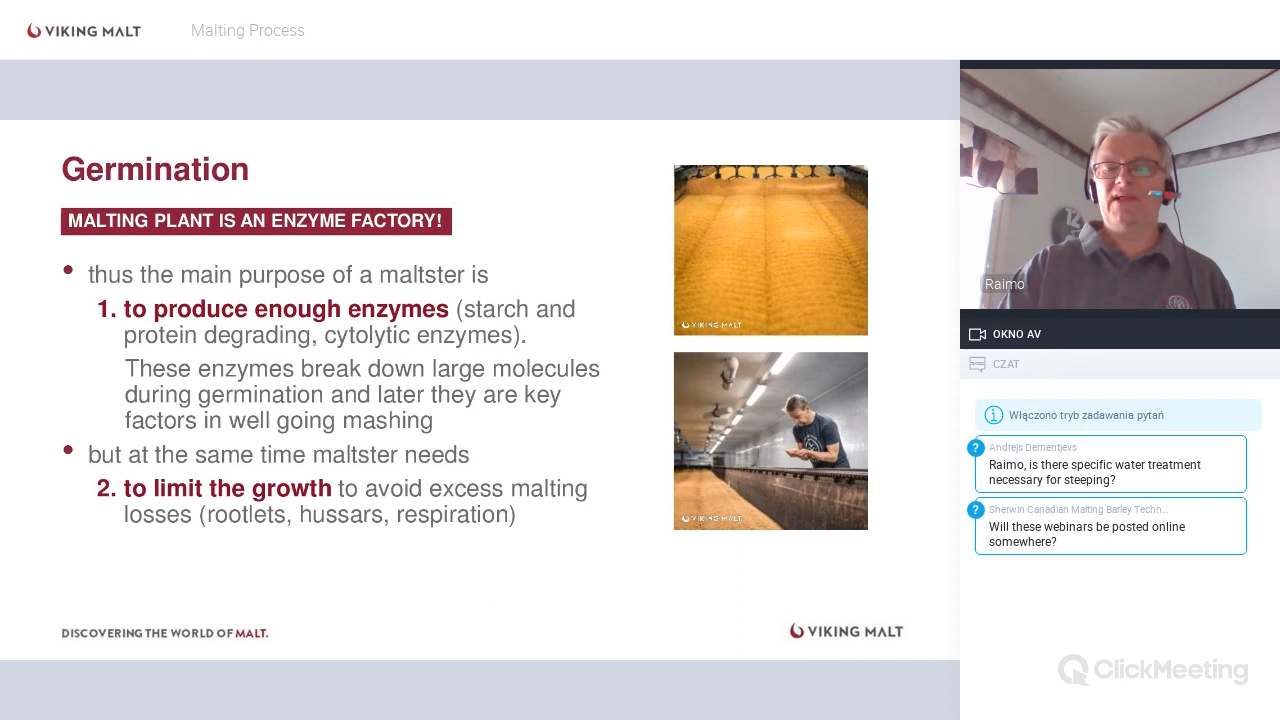 VIKING MALT
Malting Process
Germination
MALTING PLANT IS AN ENZYME FACTORY!
• thus the main purpose of a maltster is
1. to produce enough enzymes (starch and
protein degrading, cytolytic enzymes).
These enzymes break down large molecules
during germination and later they are key
factors in well going mashing
• but at the same time maltster needs
2. to limit the growth to avoid excess malting
losses (rootlets, hussars, respiration)
VIKING MALT
VIKING MALT
DISCOVERING THE WORLD OF MALT.
VIKING MALT
12
Raimo
OKNO AV
CZAT
Włączono tryb zadawania pytań
? Andrejs Dementjevs
Raimo, is there specific water treatment
necessary for steeping?
? Sherwin Canadian Malting Barley Techn...
Will these webinars be posted online
somewhere?
ClickMeeting